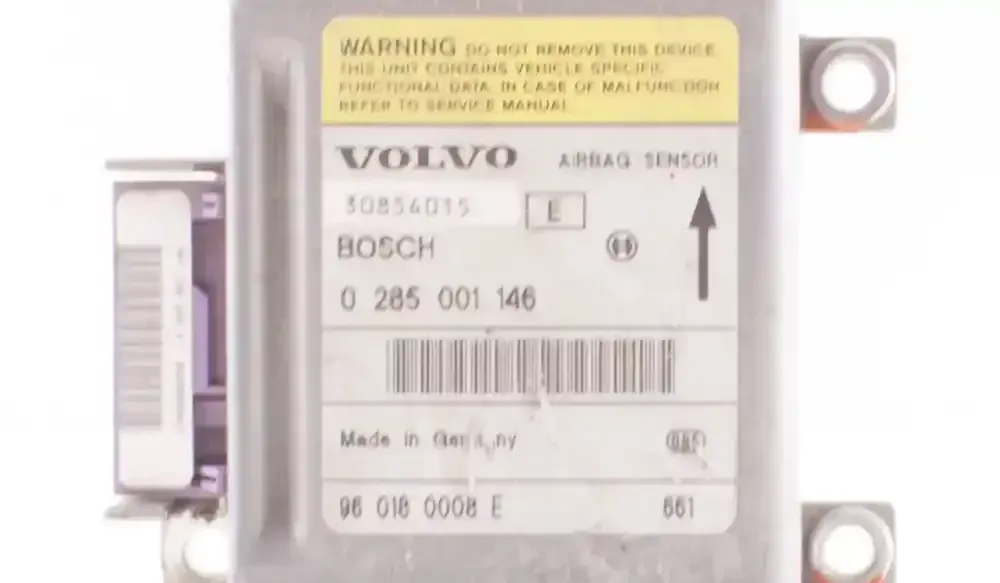 WARNING DO NOT REMOVE THIS DEVICE.
THIS UNIT CONTAINS VEHICLE SPECIFIC
FUNCTIONAL DATA. IN CASE OF MALFUNCTION
REFER TO SERVICE MANUAL.
VOLVO AIRBAG SENSOR
30854015 E
BOSCH
0 285 001 146
Made in Germany
96 018 0008 E 661